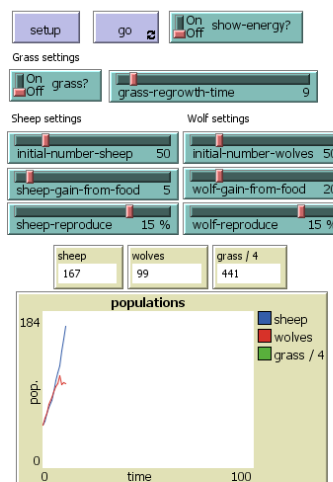 setup go On Off show-energy?
Grass settings
On Off grass? grass-regrowth-time 9
Sheep settings Wolf settings
initial-number-sheep 50 initial-number-wolves 50
sheep-gain-from-food 5 wolf-gain-from-food 20
sheep-reproduce 15 % wolf-reproduce 15 %
sheep wolves grass / 4
167 99 441
populations
184
pop.
0
0 time 100
sheep
wolves
grass / 4